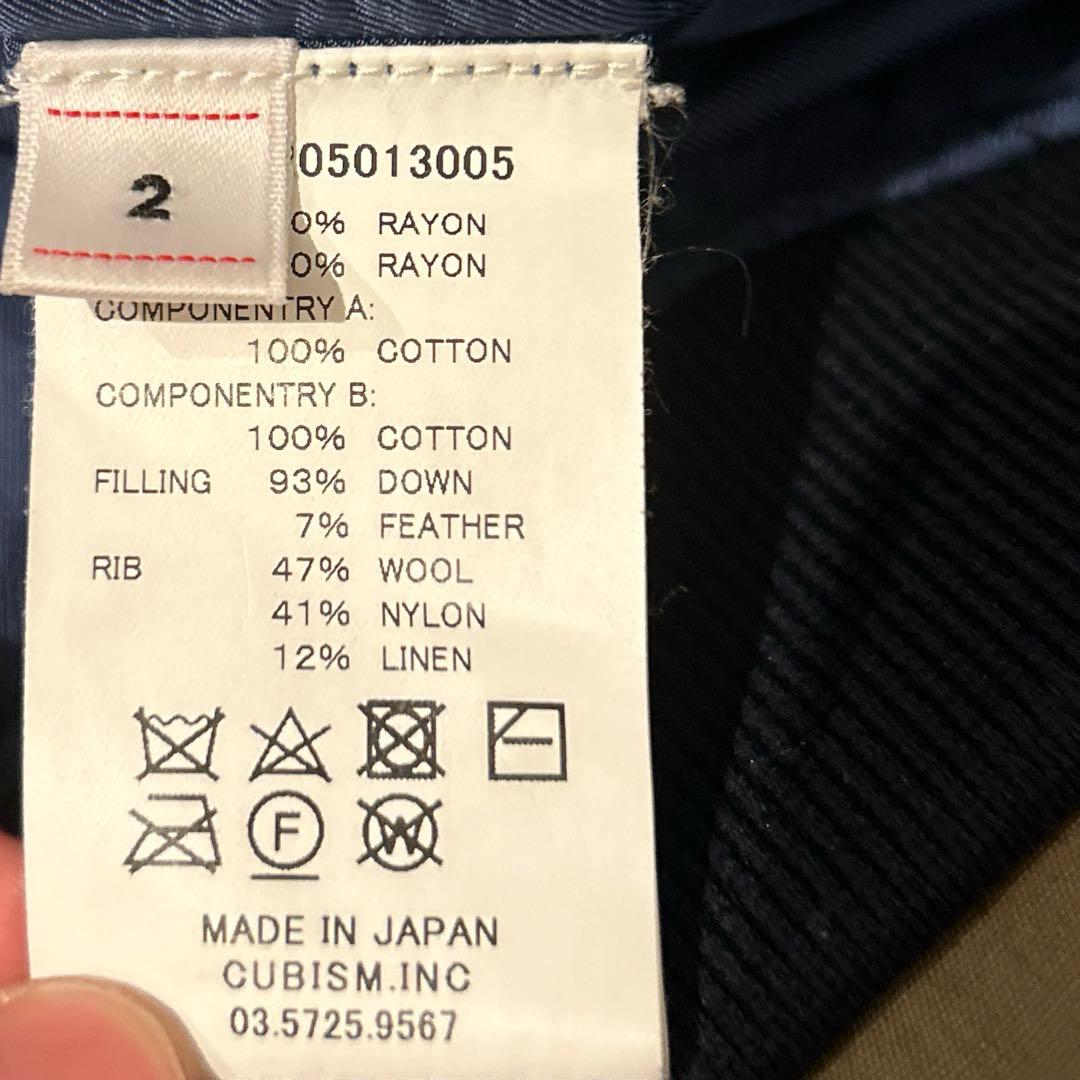 2
05013005
0% RAYON
0% RAYON
COMPONENTRY A:
100% COTTON
COMPONENTRY B:
100% COTTON
FILLING 93% DOWN
7% FEATHER
RIB 47% WOOL
41% NYLON
12% LINEN
F
W
MADE IN JAPAN
CUBISM.INC
03.5725.9567